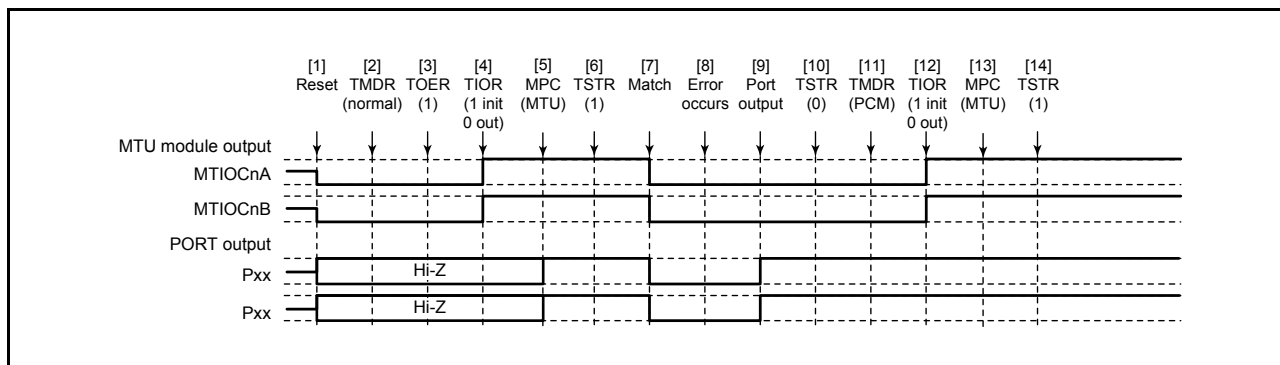 [1] [2] [3] [4] [5] [6] [7] [8] [9] [10] [11] [12] [13] [14]
Reset TMDR TOER TIOR MPC TSTR Match Error Port TSTR TMDR TIOR MPC TSTR
(normal) (1) (1 init (MTU) (1) occurs output (0) (PCM) (1 init (MTU) (1)
0 out) 0 out)
MTU module output
MTIOCnA
MTIOCnB
PORT output
Pxx Hi-Z
Pxx Hi-Z